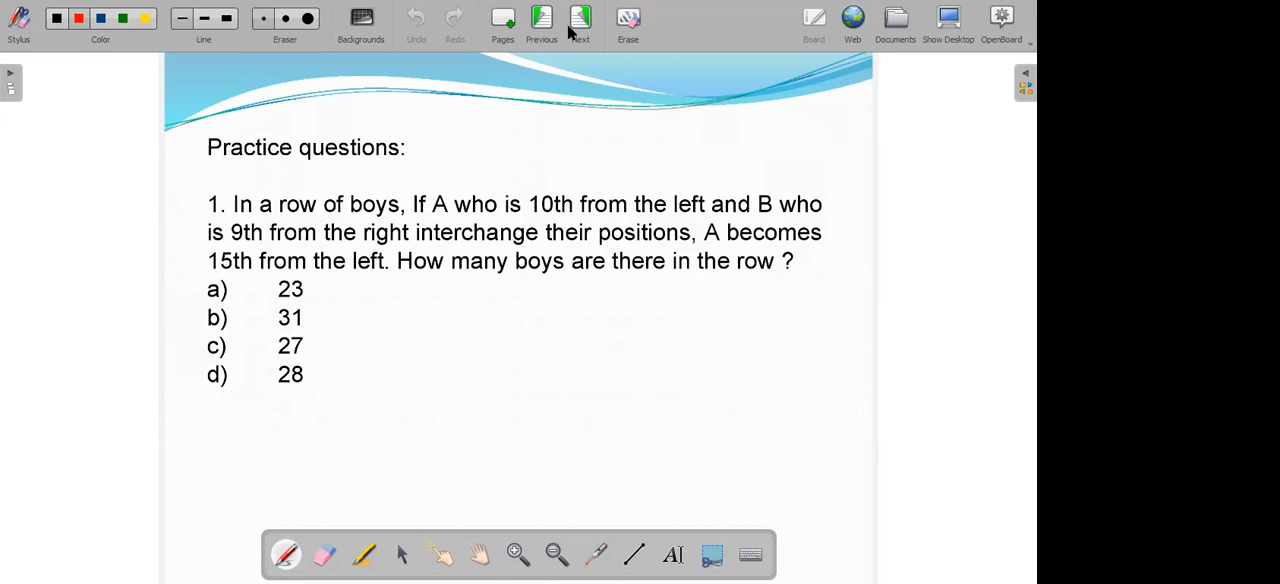 Stylus Color Line Eraser Backgrounds Undo Redo Pages Previous Next Erase Board Web Documents Show Desktop OpenBoard
Practice questions:
1. In a row of boys, If A who is 10th from the left and B who
is 9th from the right interchange their positions, A becomes
15th from the left. How many boys are there in the row ?
a) 23
b) 31
c) 27
d) 28
AI